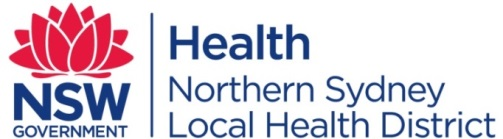 NSW
GOVERNMENT
Health
Northern Sydney
Local Health District